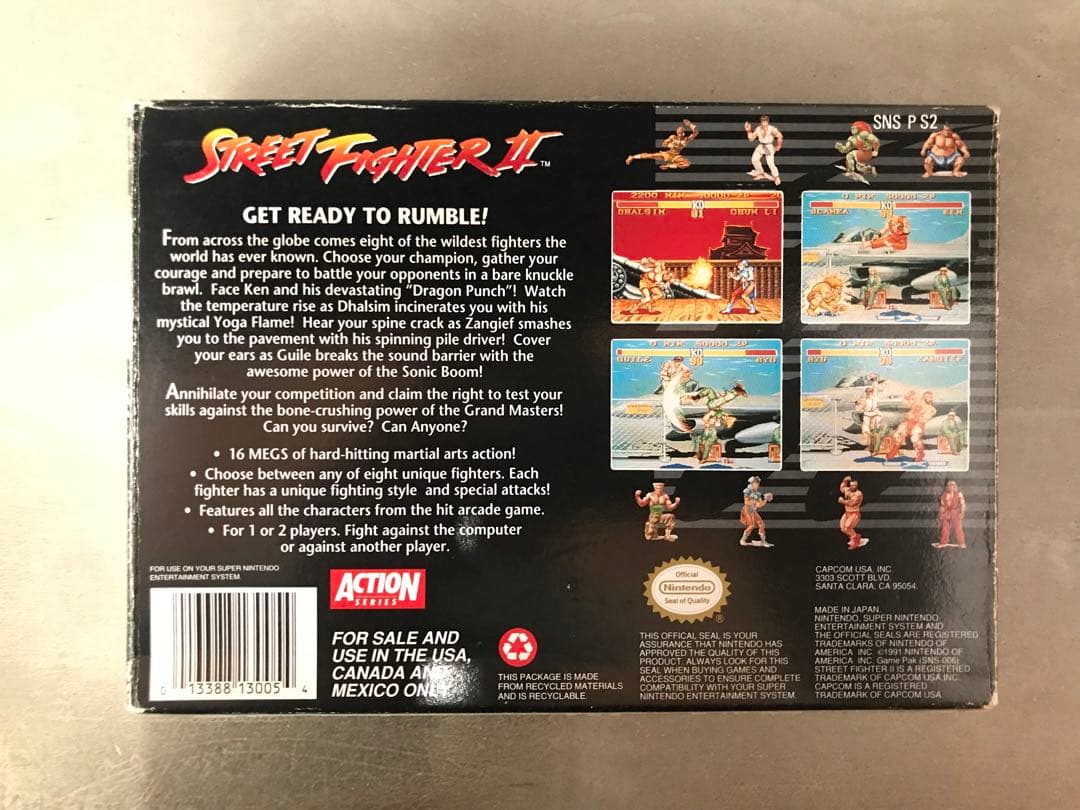 STREET FIGHTER II™
SNS P S2
GET READY TO RUMBLE!
From across the globe comes eight of the wildest fighters the
world has ever known. Choose your champion, gather your
courage and prepare to battle your opponents in a bare knuckle
brawl. Face Ken and his devastating "Dragon Punch"! Watch
the temperature rise as Dhalsim incinerates you with his
mystical Yoga Flame! Hear your spine crack as Zangief smashes
you to the pavement with his spinning pile driver! Cover
your ears as Guile breaks the sound barrier with the
awesome power of the Sonic Boom!
Annihilate your competition and claim the right to test your
skills against the bone-crushing power of the Grand Masters!
Can you survive? Can Anyone?
• 16 MEGS of hard-hitting martial arts action!
• Choose between any of eight unique fighters. Each
fighter has a unique fighting style and special attacks!
• Features all the characters from the hit arcade game.
• For 1 or 2 players. Fight against the computer
or against another player.
DHALSIM KO CHUN LI
BLANKA KO KEN
GUILE KO RYU
RYU KO ZANGIEF
FOR USE ON YOUR SUPER NINTENDO
ENTERTAINMENT SYSTEM
0 13388 13005 4
ACTION
SERIES
FOR SALE AND
USE IN THE USA,
CANADA AND
MEXICO ONLY
THIS PACKAGE IS MADE
FROM RECYCLED MATERIALS
AND IS RECYCLABLE.
Official
Nintendo
Seal of Quality
®
THIS OFFICAL SEAL IS YOUR
ASSURANCE THAT NINTENDO HAS
APPROVED THE QUALITY OF THIS
PRODUCT. ALWAYS LOOK FOR THIS
SEAL WHEN BUYING GAMES AND
ACCESSORIES TO ENSURE COMPLETE
COMPATIBILITY WITH YOUR SUPER
NINTENDO ENTERTAINMENT SYSTEM.
CAPCOM USA, INC.
3303 SCOTT BLVD.
SANTA CLARA, CA 95054.
MADE IN JAPAN.
NINTENDO, SUPER NINTENDO
ENTERTAINMENT SYSTEM AND
THE OFFICIAL SEALS ARE REGISTERED
TRADEMARKS OF NINTENDO OF
AMERICA INC. ©1991 NINTENDO OF
AMERICA INC. Game Pak (SNS-006)
STREET FIGHTER II IS A REGISTERED
TRADEMARK OF CAPCOM USA,INC.
CAPCOM IS A REGISTERED
TRADEMARK OF CAPCOM USA